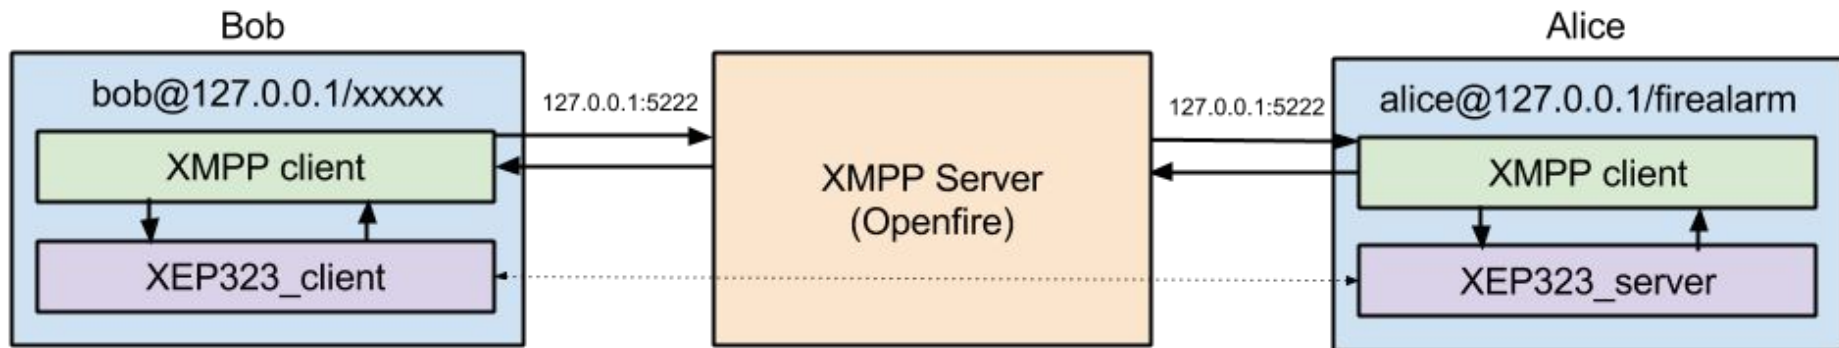 Bob
Alice
bob@127.0.0.1/xxxxx
127.0.0.1:5222
127.0.0.1:5222
alice@127.0.0.1/firealarm
XMPP client
XMPP Server
(Openfire)
XMPP client
XEP323_client
XEP323_server